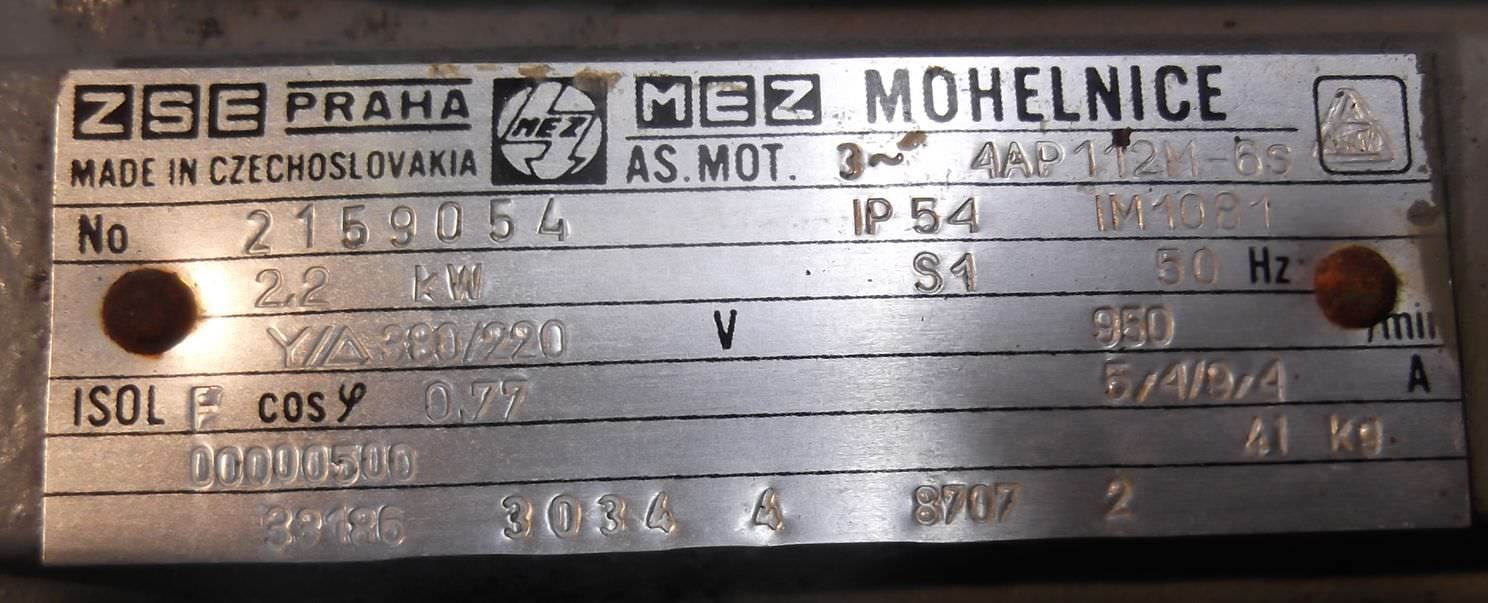 ZSE PRAHA MEZ MEZ MOHELNICE
MADE IN CZECHOSLOVAKIA AS. MOT. 3~ 4AP112M-6s
No 2159054 IP 54 IM1081
2,2 kW S1 50 Hz
Y/△ 380/220 V 950 /min
ISOL F cos φ 0,77 5,4/9,4 A
00000500 41 kg
33186 3034 4 8707 2